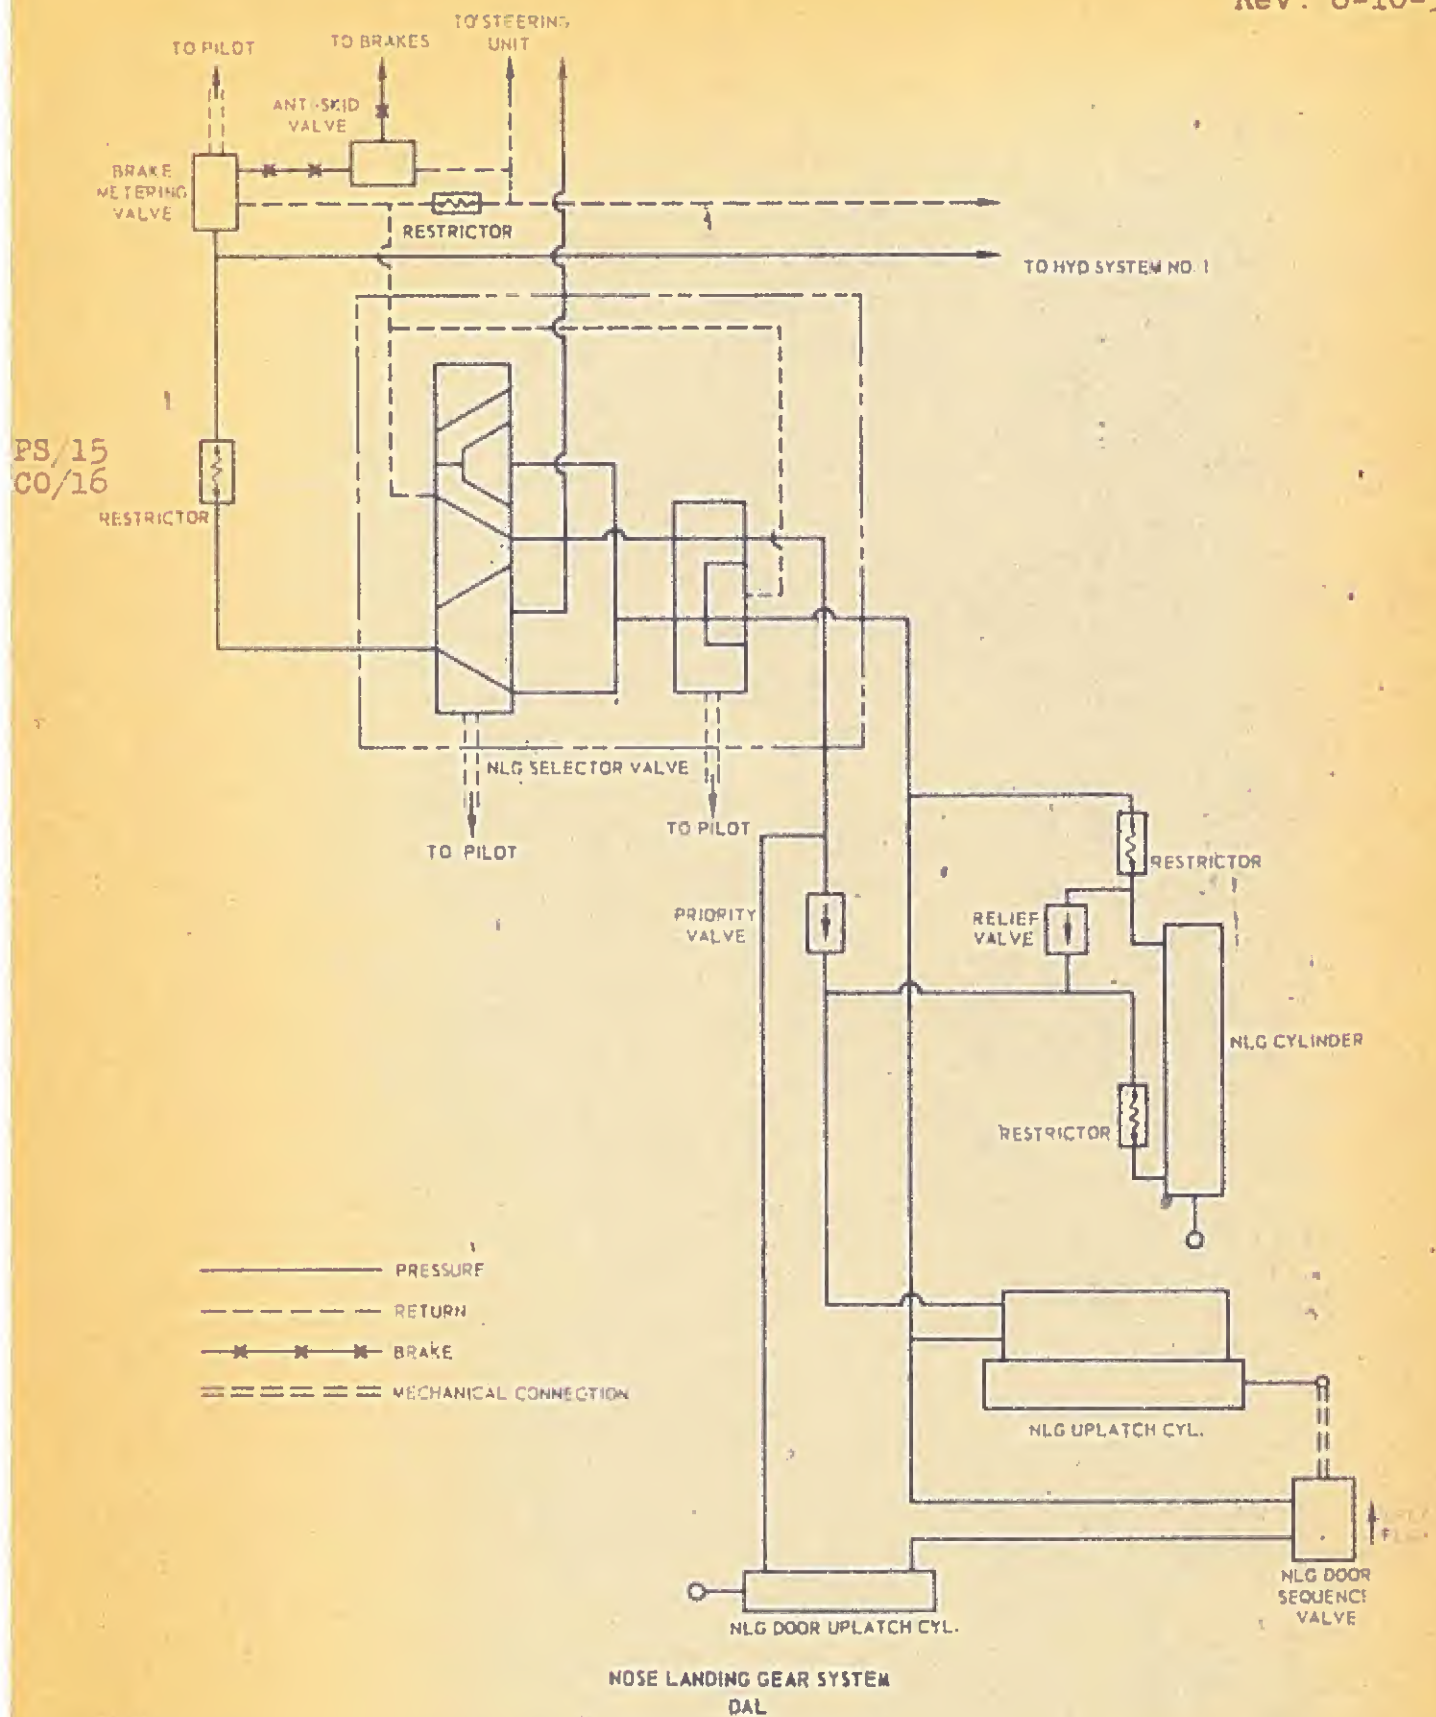 TO PILOT
TO BRAKES
TO STEERING
UNIT
ANTI-SKID
VALVE
BRAKE
METERING
VALVE
RESTRICTOR
TO HYD SYSTEM NO. 1
PS/15
CO/16
RESTRICTOR
NLG SELECTOR VALVE
TO PILOT
TO PILOT
RESTRICTOR
PRIORITY
VALVE
RELIEF
VALVE
NLG CYLINDER
RESTRICTOR
PRESSURE
RETURN
BRAKE
MECHANICAL CONNECTION
NLG UPLATCH CYL.
NLG DOOR
SEQUENCE
VALVE
NLG DOOR UPLATCH CYL.
NOSE LANDING GEAR SYSTEM
DAL